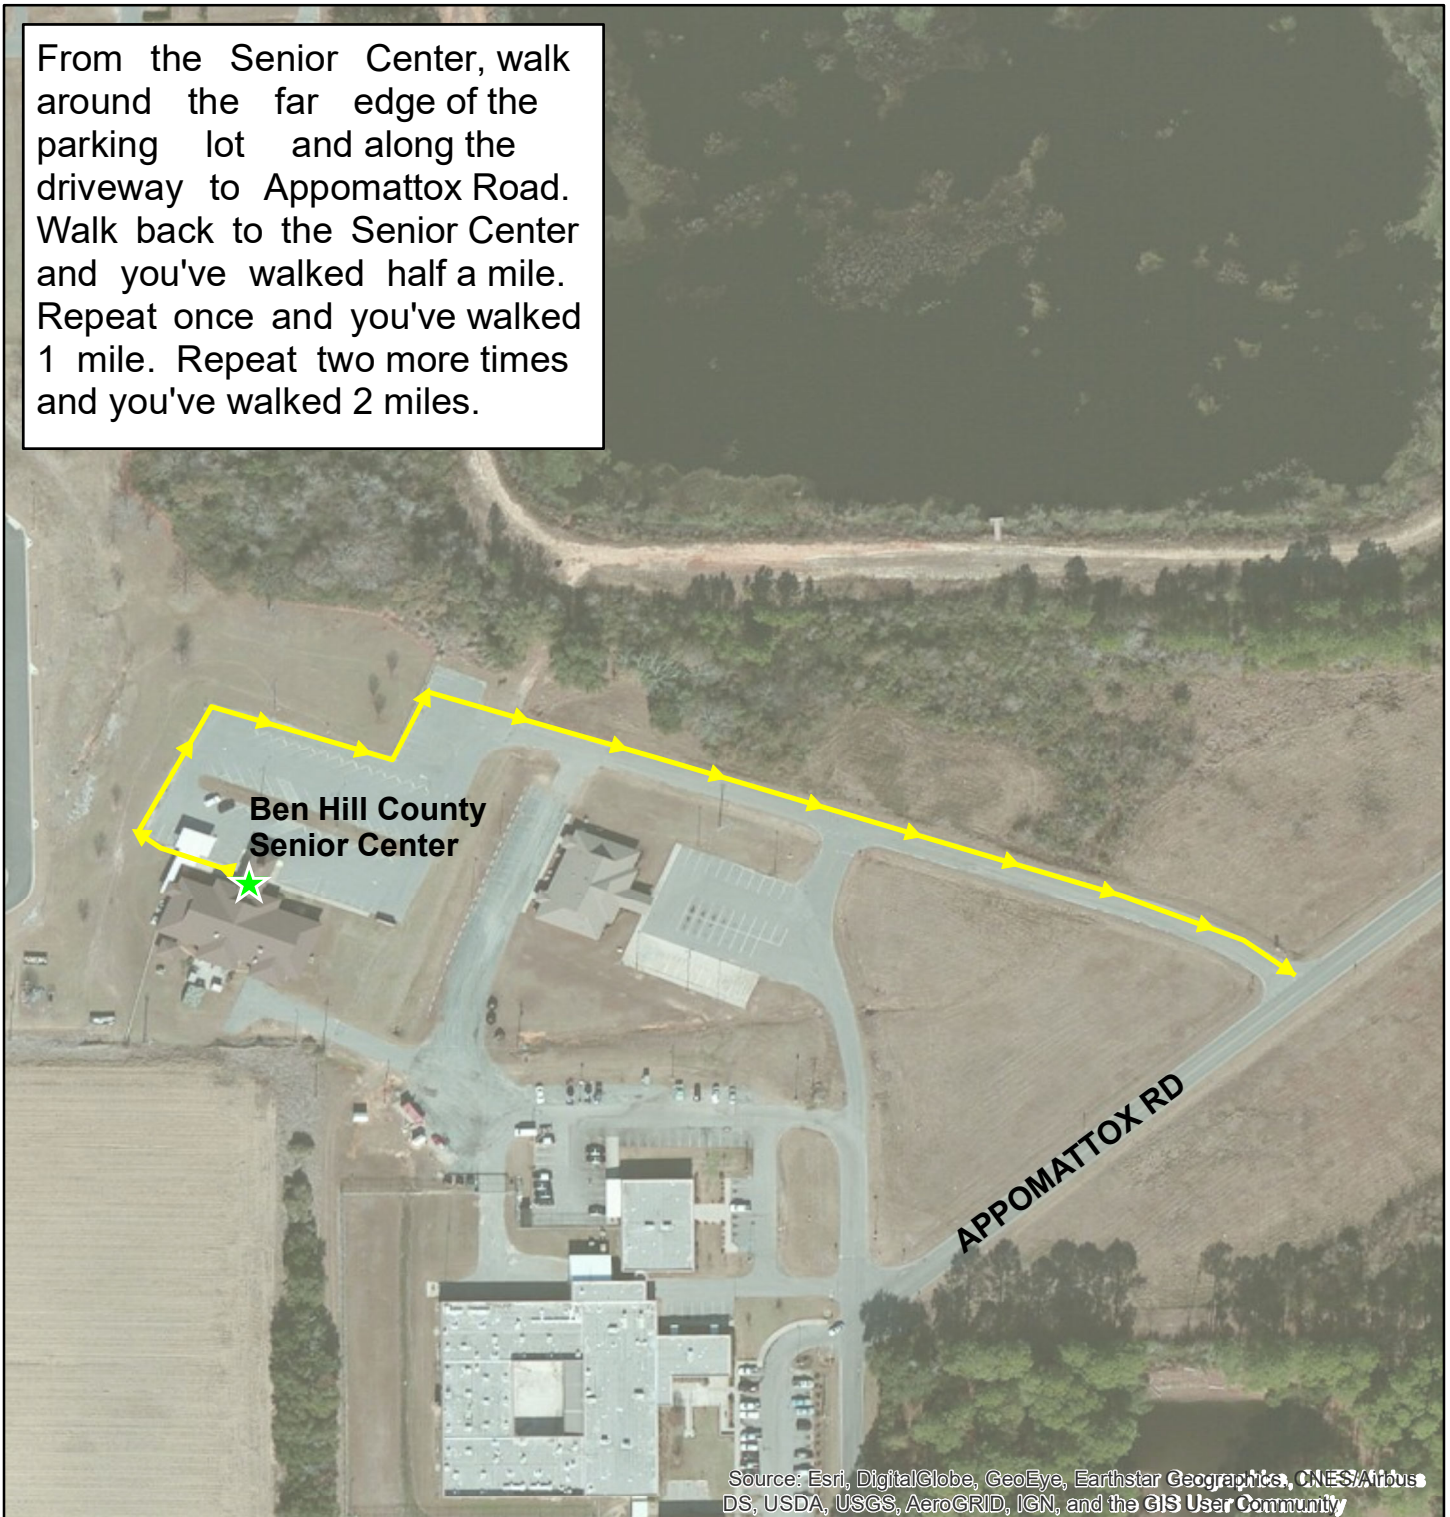 From the Senior Center, walk
around the far edge of the
parking lot and along the
driveway to Appomattox Road.
Walk back to the Senior Center
and you've walked half a mile.
Repeat once and you've walked
1 mile. Repeat two more times
and you've walked 2 miles.
Ben Hill County
Senior Center
APPOMATTOX RD
Source: Esri, DigitalGlobe, GeoEye, Earthstar Geographics, CNES/Airbus
DS, USDA, USGS, AeroGRID, IGN, and the GIS User Community